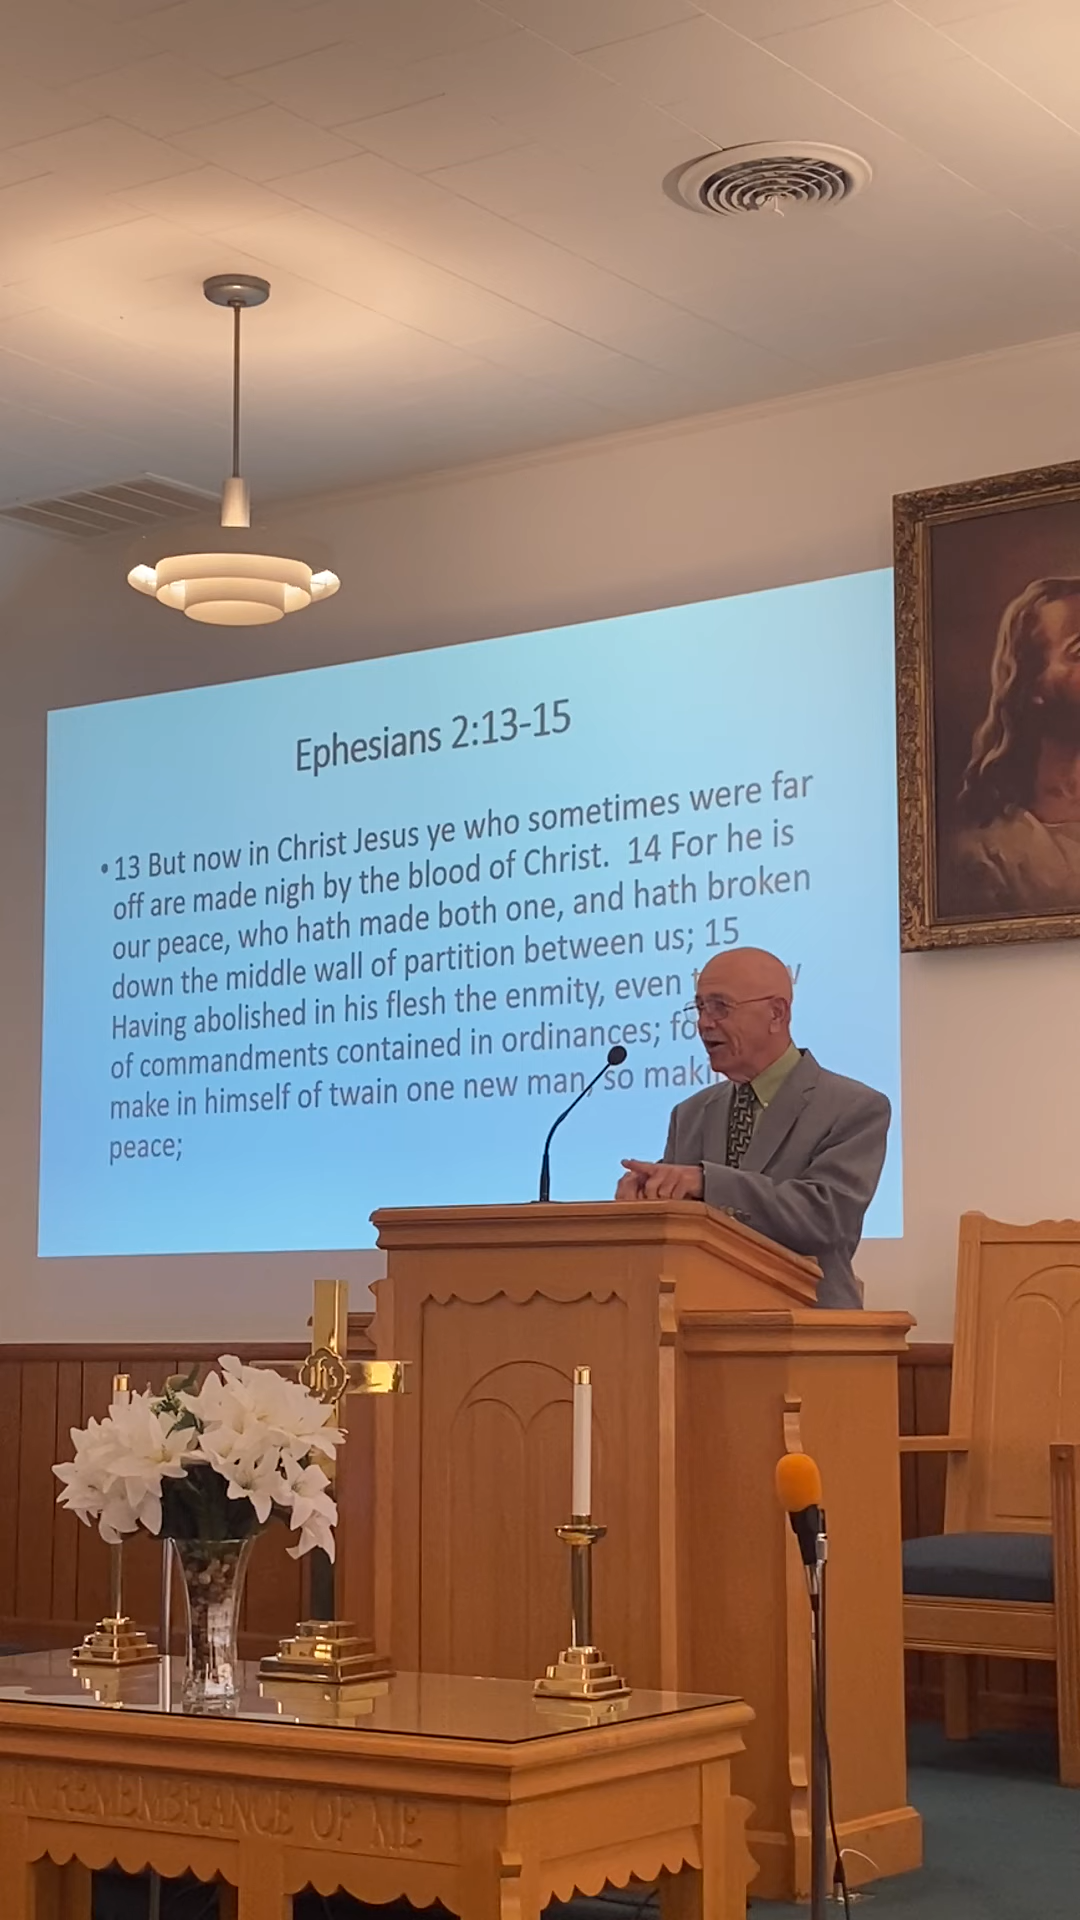 Ephesians 2:13-15
• 13 But now in Christ Jesus ye who sometimes were far
off are made nigh by the blood of Christ. 14 For he is
our peace, who hath made both one, and hath broken
down the middle wall of partition between us; 15
Having abolished in his flesh the enmity, even
of commandments contained in ordinances;
make in himself of twain one new man, so
peace;
ihs
IN REMEMBRANCE OF ME